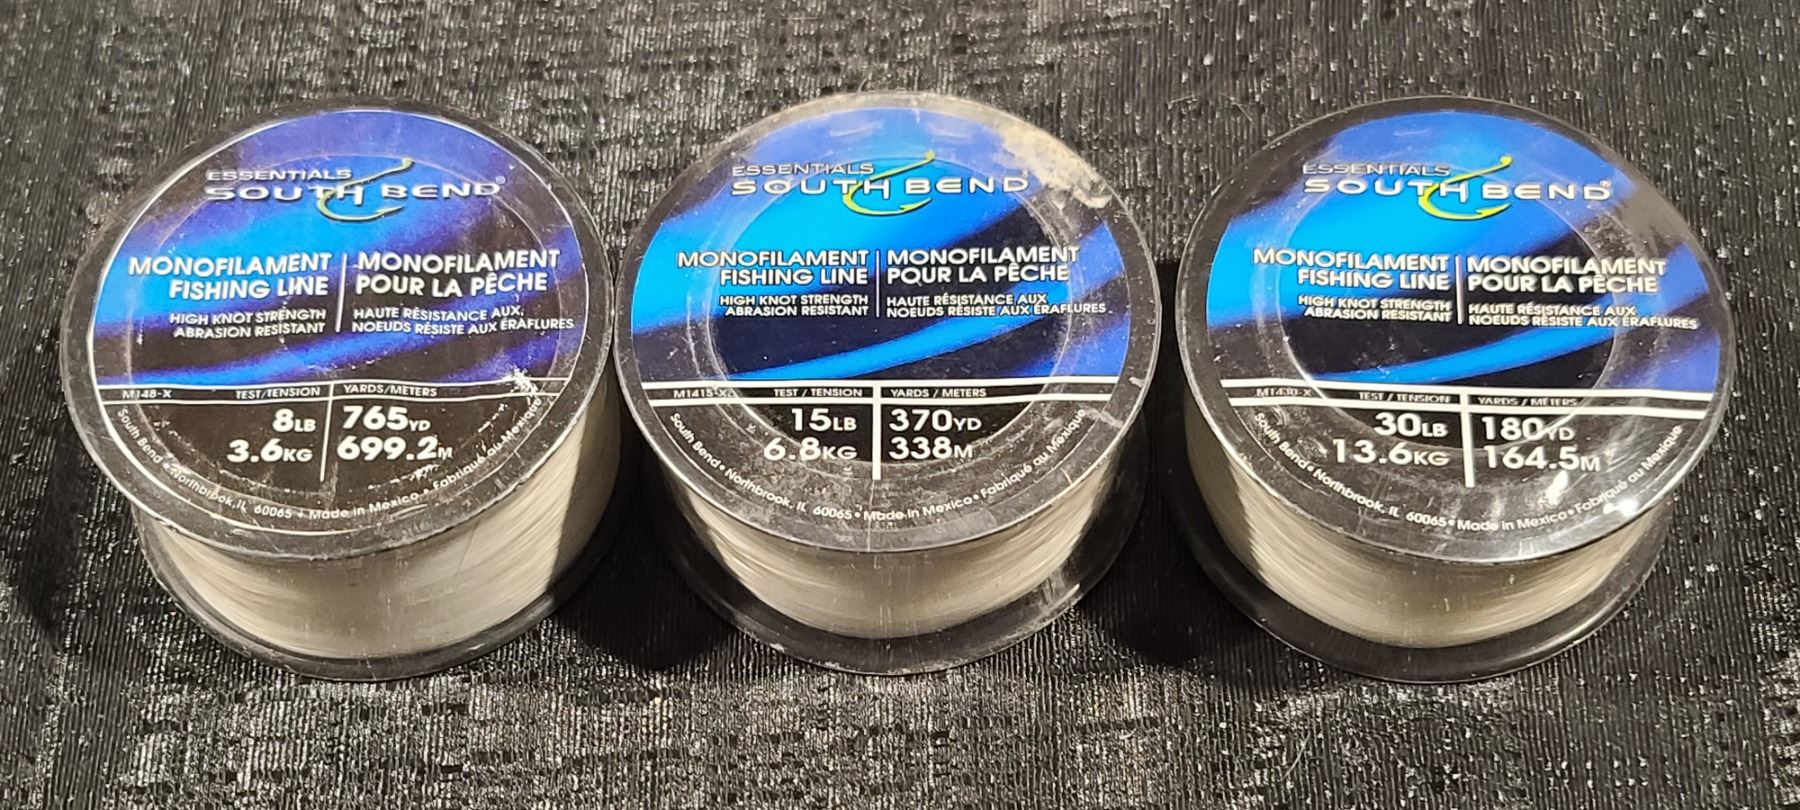 ESSENTIALS
SOUTH BEND®
MONOFILAMENT
FISHING LINE
MONOFILAMENT
POUR LA PÊCHE
HIGH KNOT STRENGTH
ABRASION RESISTANT
HAUTE RÉSISTANCE AUX
NOEUDS RÉSISTE AUX ÉRAFLURES
M148-X
TEST/TENSION
YARDS/METERS
8LB
3.6KG
765YD
699.2M
South Bend • Northbrook, IL 60065 • Made in Mexico • Fabriqué au Mexique
ESSENTIALS
SOUTH BEND®
MONOFILAMENT
FISHING LINE
MONOFILAMENT
POUR LA PÊCHE
HIGH KNOT STRENGTH
ABRASION RESISTANT
HAUTE RÉSISTANCE AUX
NOEUDS RÉSISTE AUX ÉRAFLURES
M1415-X
TEST / TENSION
YARDS / METERS
15LB
6.8KG
370YD
338M
South Bend • Northbrook, IL 60065 • Made in Mexico • Fabriqué au Mexique
ESSENTIALS
SOUTH BEND®
MONOFILAMENT
FISHING LINE
MONOFILAMENT
POUR LA PÊCHE
HIGH KNOT STRENGTH
ABRASION RESISTANT
HAUTE RÉSISTANCE AUX
NOEUDS RÉSISTE AUX ÉRAFLURES
M1430-X
TEST / TENSION
YARDS / METERS
30LB
13.6KG
180YD
164.5M
South Bend • Northbrook, IL 60065 • Made in Mexico • Fabriqué au Mexique